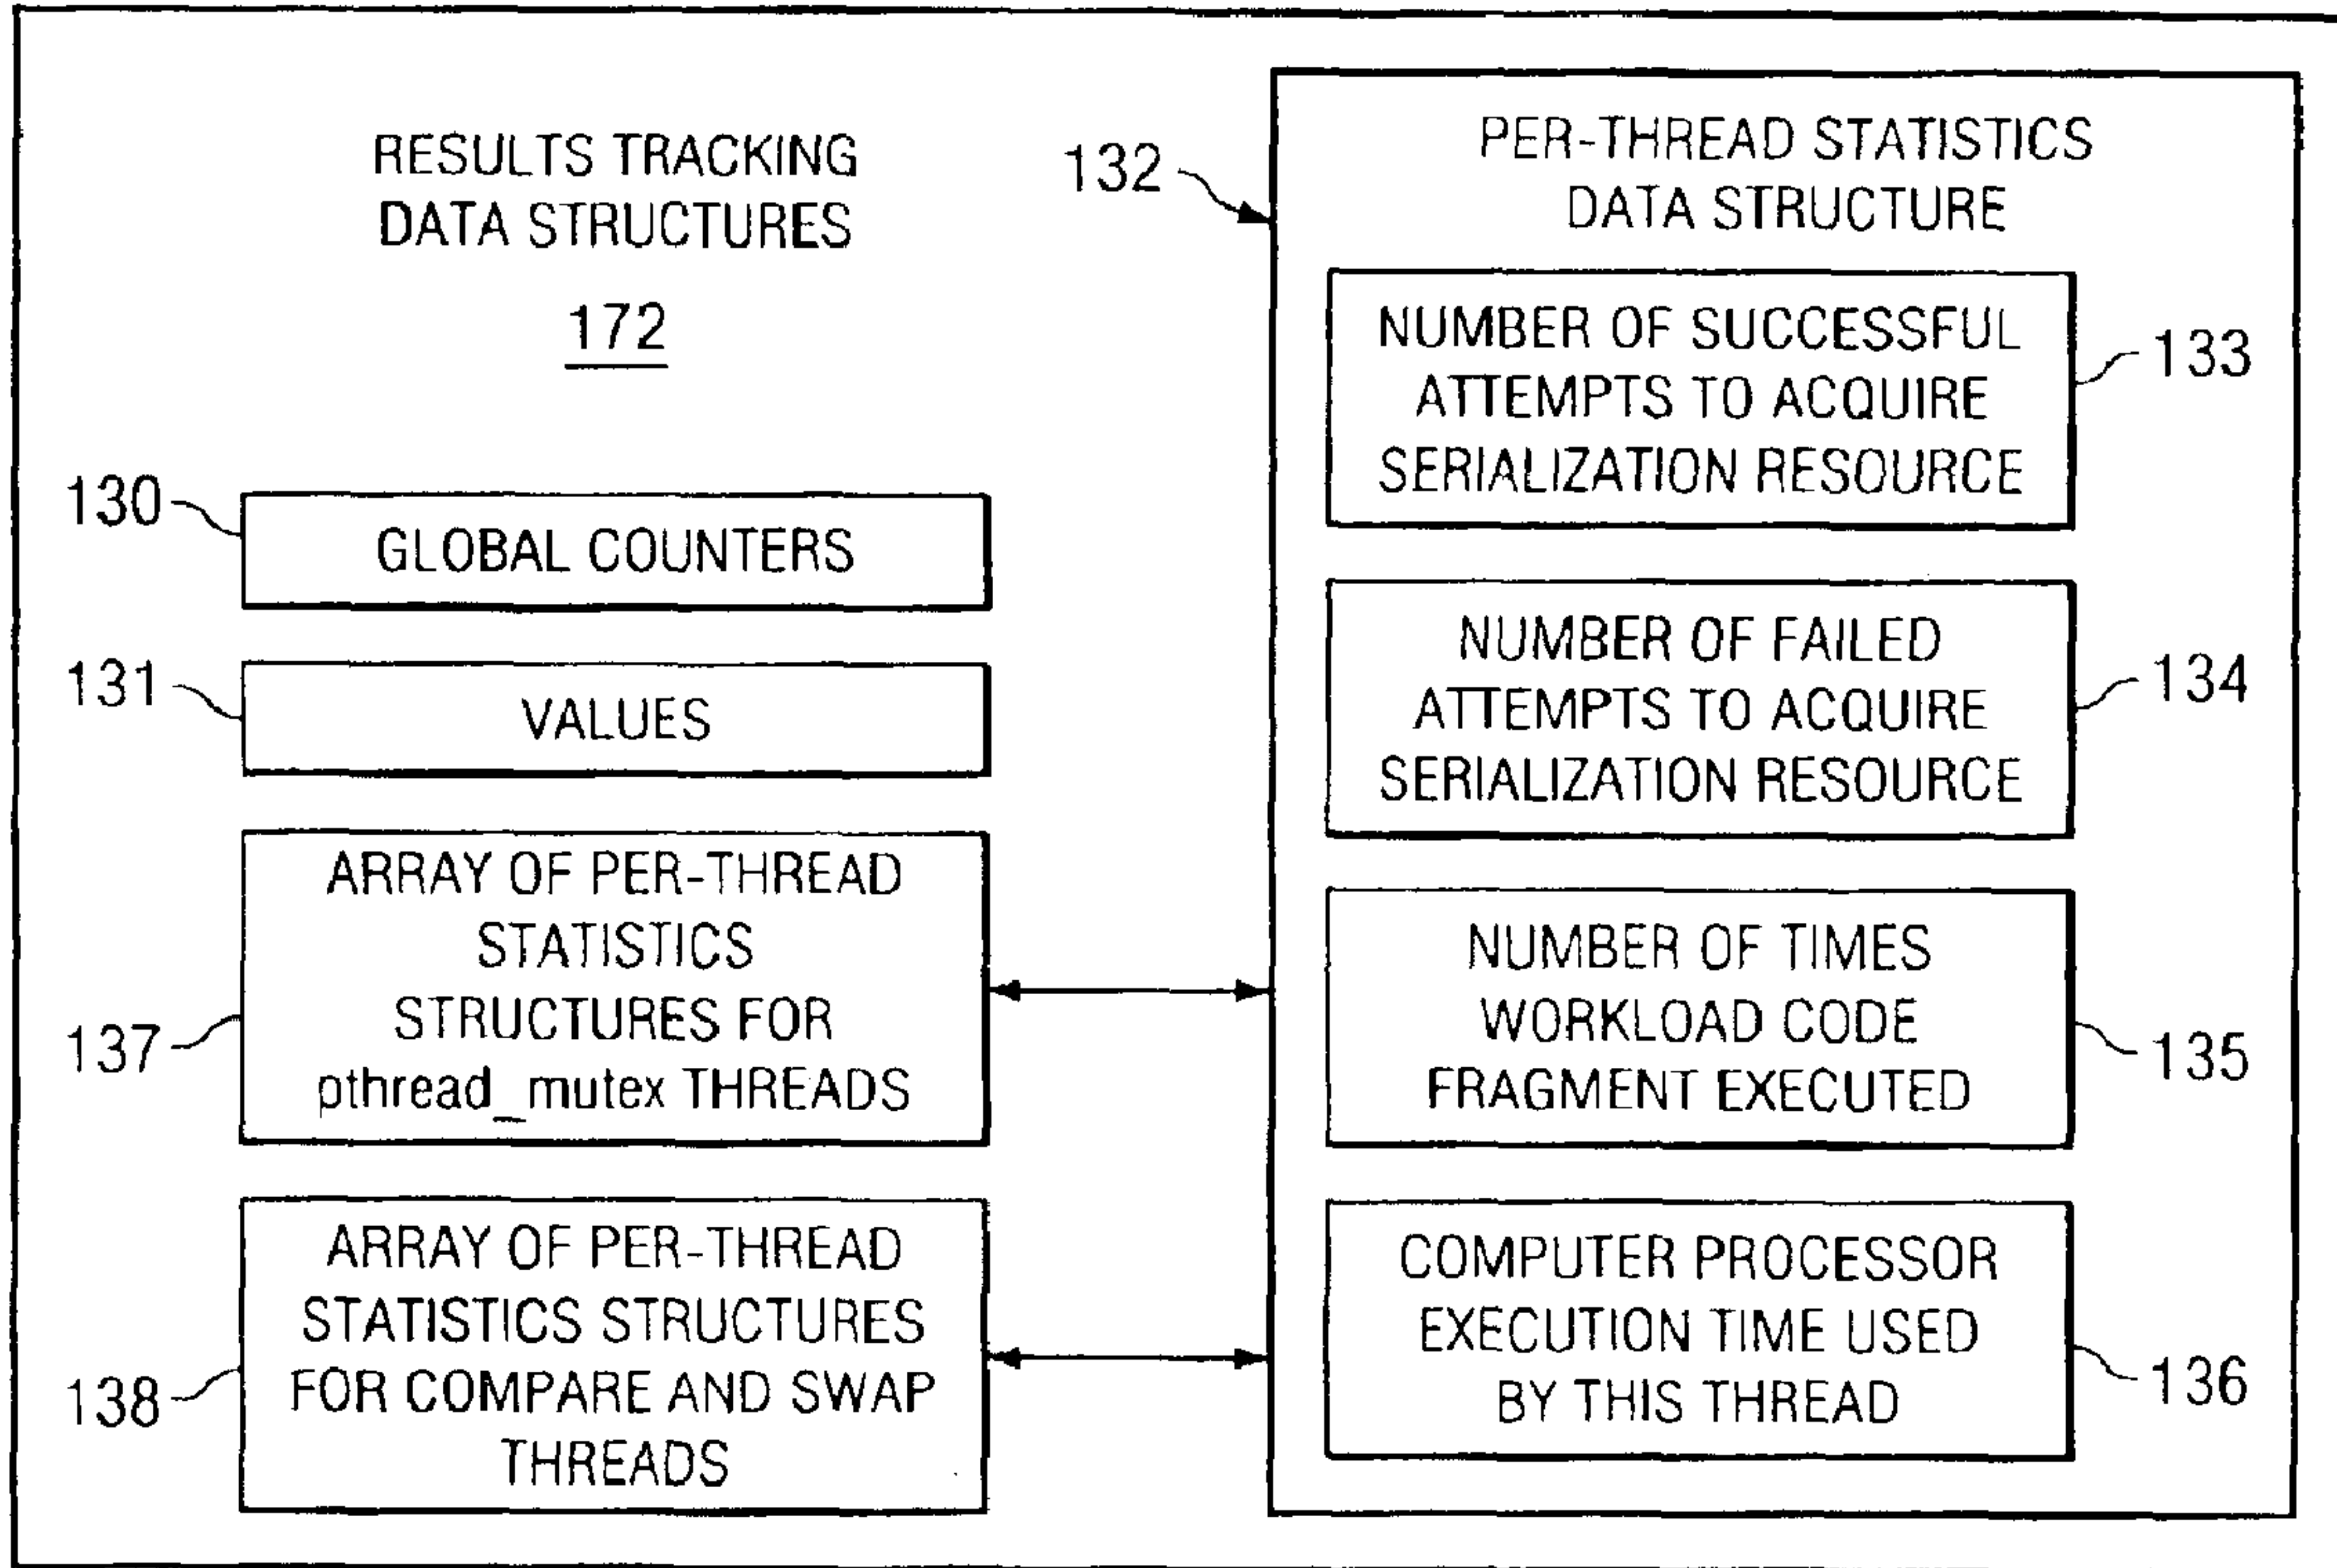 RESULTS TRACKING
DATA STRUCTURES
172
130
GLOBAL COUNTERS
131
VALUES
137
ARRAY OF PER-THREAD
STATISTICS
STRUCTURES FOR
pthread_mutex THREADS
138
ARRAY OF PER-THREAD
STATISTICS STRUCTURES
FOR COMPARE AND SWAP
THREADS
132
PER-THREAD STATISTICS
DATA STRUCTURE
NUMBER OF SUCCESSFUL
ATTEMPTS TO ACQUIRE
SERIALIZATION RESOURCE
133
NUMBER OF FAILED
ATTEMPTS TO ACQUIRE
SERIALIZATION RESOURCE
134
NUMBER OF TIMES
WORKLOAD CODE
FRAGMENT EXECUTED
135
COMPUTER PROCESSOR
EXECUTION TIME USED
BY THIS THREAD
136